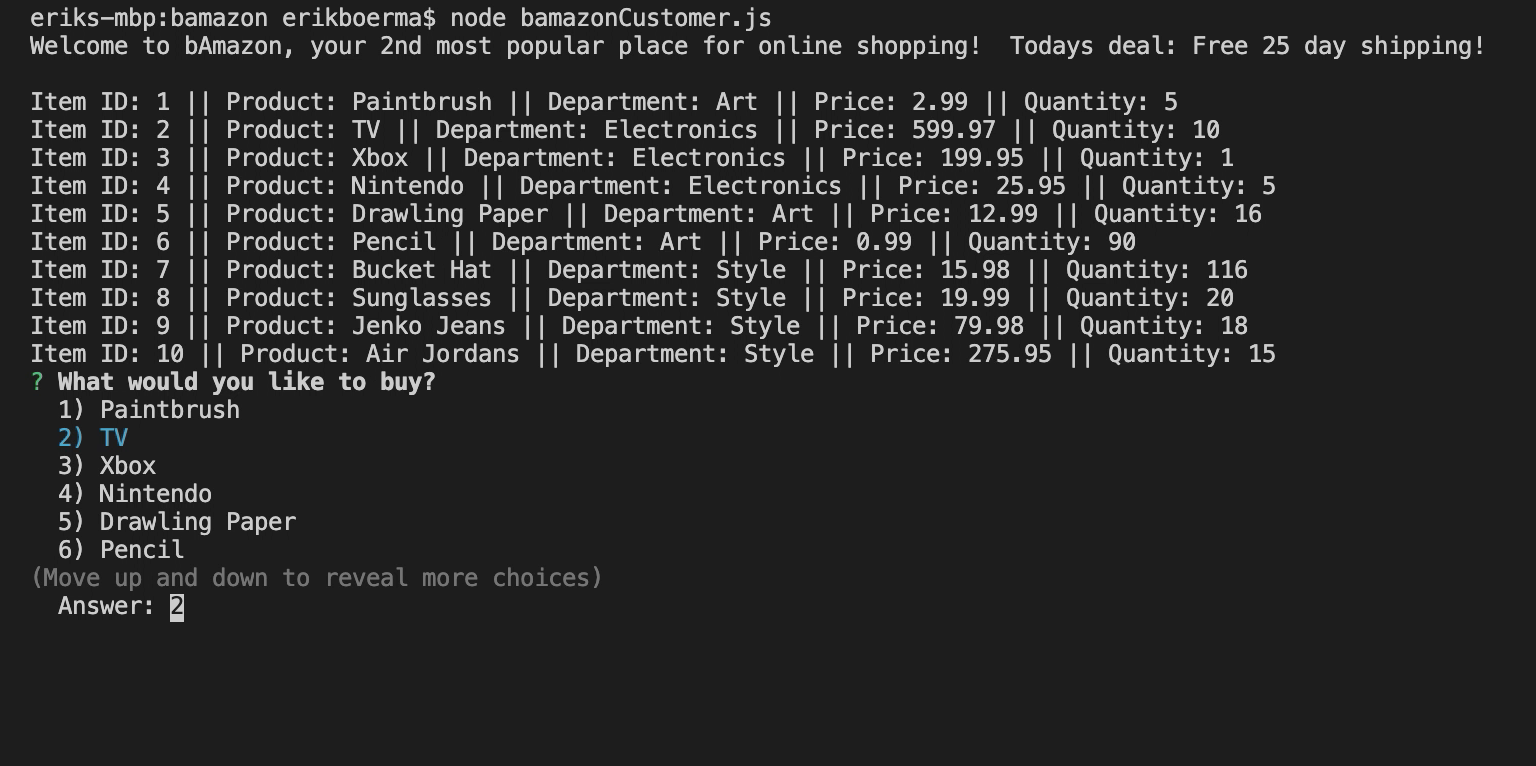 eriks-mbp:bamazon erikboerma$ node bamazonCustomer.js
Welcome to bAmazon, your 2nd most popular place for online shopping!  Todays deal: Free 25 day shipping!
Item ID: 1 || Product: Paintbrush || Department: Art || Price: 2.99 || Quantity: 5
Item ID: 2 || Product: TV || Department: Electronics || Price: 599.97 || Quantity: 10
Item ID: 3 || Product: Xbox || Department: Electronics || Price: 199.95 || Quantity: 1
Item ID: 4 || Product: Nintendo || Department: Electronics || Price: 25.95 || Quantity: 5
Item ID: 5 || Product: Drawling Paper || Department: Art || Price: 12.99 || Quantity: 16
Item ID: 6 || Product: Pencil || Department: Art || Price: 0.99 || Quantity: 90
Item ID: 7 || Product: Bucket Hat || Department: Style || Price: 15.98 || Quantity: 116
Item ID: 8 || Product: Sunglasses || Department: Style || Price: 19.99 || Quantity: 20
Item ID: 9 || Product: Jenko Jeans || Department: Style || Price: 79.98 || Quantity: 18
Item ID: 10 || Product: Air Jordans || Department: Style || Price: 275.95 || Quantity: 15
? What would you like to buy?
1) Paintbrush
2) TV
3) Xbox
4) Nintendo
5) Drawling Paper
6) Pencil
(Move up and down to reveal more choices)
Answer: 2